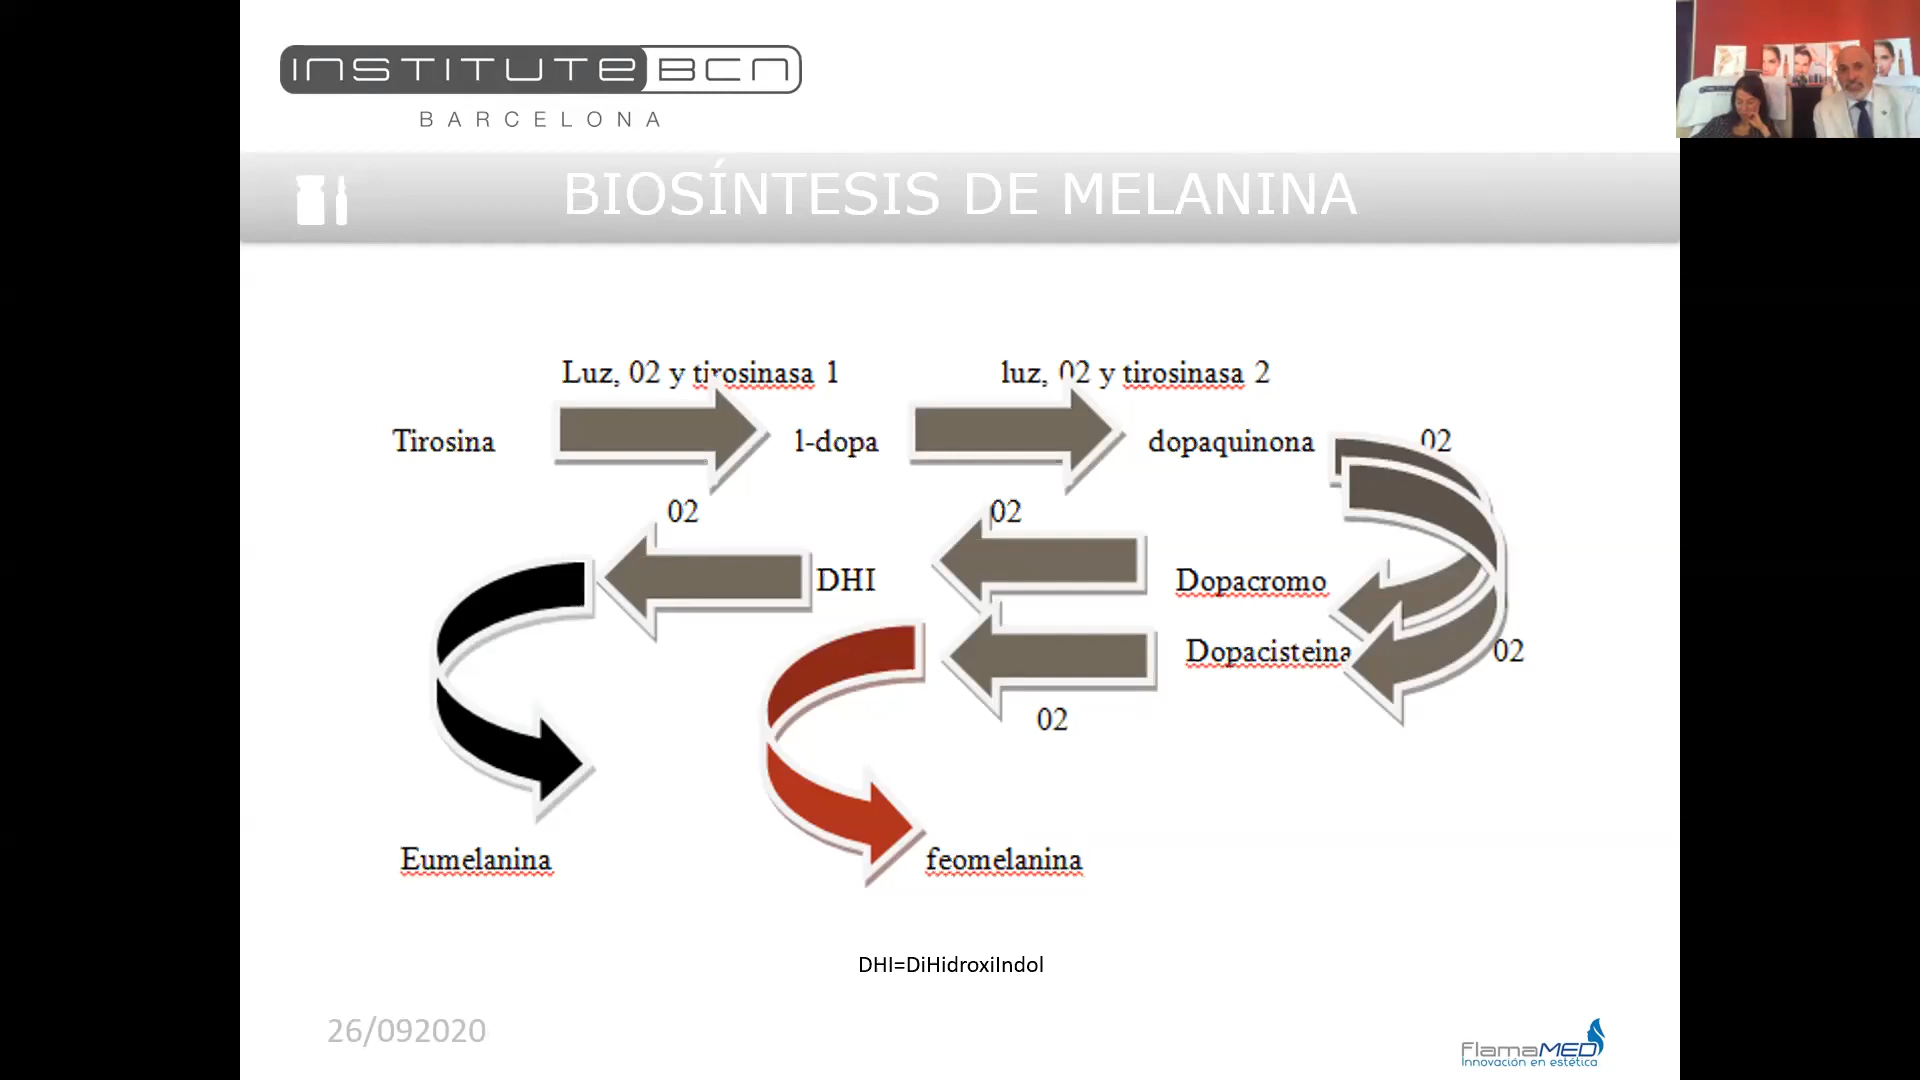 INSTITUTE BCN
BARCELONA
BIOSÍNTESIS DE MELANINA
Luz, 02 y tirosinasa 1
luz, 02 y tirosinasa 2
Tirosina
l-dopa
dopaquinona
02
02
02
DHI
Dopacromo
Dopacisteina
02
02
Eumelanina
feomelanina
DHI=DiHidroxiIndol
26/092020
FlamaMED
Innovación en estética